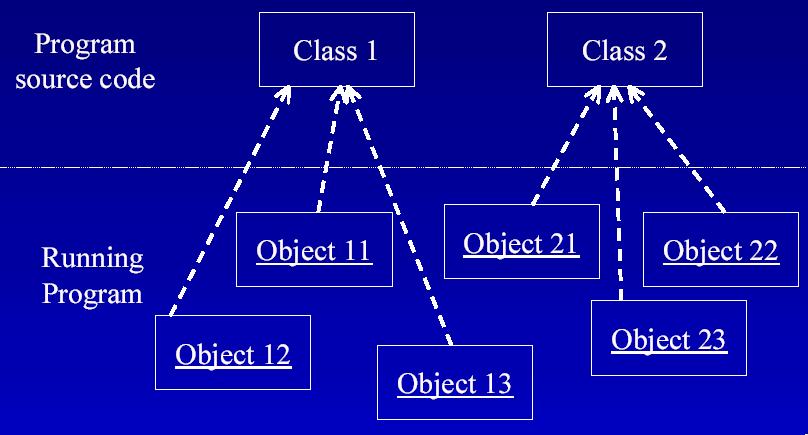 Program
source code
Class 1
Class 2
Running
Program
Object 11
Object 21
Object 22
Object 12
Object 13
Object 23